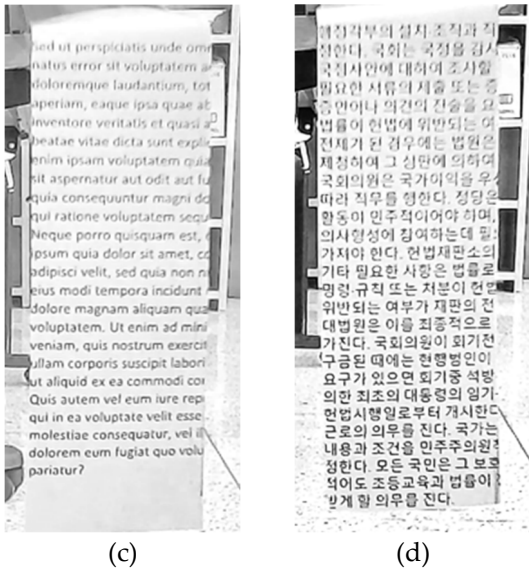 Sed ut perspiciatis unde omn
natus error sit voluptatem a
doloremque laudantium, tot
aperiam, eaque ipsa quae ab
inventore veritatis et quasi a
beatae vitae dicta sunt expli
enim ipsam voluptatem quia
sit aspernatur aut odit aut fu
quia consequuntur magni do
qui ratione voluptatem sequ
Neque porro quisquam est,
ipsum quia dolor sit amet, co
adipisci velit, sed quia non n
eius modi tempora incidunt
dolore magnam aliquam qua
voluptatem. Ut enim ad mini
veniam, quis nostrum exercit
ullam corporis suscipit labori
ut aliquid ex ea commodi con
Quis autem vel eum iure rep
qui in ea voluptate velit esse
molestiae consequatur, vel il
dolorem eum fugiat quo volu
pariatur?
(c)
행정각부의 설치·조직과 직
정한다. 국회는 국정을 감사
국정사안에 대하여 조사할
필요한 서류의 제출 또는 증
증언이나 의견의 진술을 요
법률이 헌법에 위반되는 여
전제가 된 경우에는 법원은
제청하여 그 심판에 의하여
국회의원은 국가이익을 우선
따라 직무를 행한다. 정당은
활동이 민주적이어야 하며,
의사형성에 참여하는데 필요
가져야 한다. 헌법재판소의
기타 필요한 사항은 법률로
명령·규칙 또는 처분이 헌법
위반되는 여부가 재판의 전
대법원은 이를 최종적으로
가진다. 국회의원이 회기전
구금된 때에는 현행범인이
요구가 있으면 회기중 석방
의한 최초의 대통령의 임기
헌법시행일로부터 개시한다
근로의 의무를 진다. 국가는
내용과 조건을 민주주의원칙
정한다. 모든 국민은 그 보호
적어도 초등교육과 법률이
받게 할 의무를 진다.
(d)